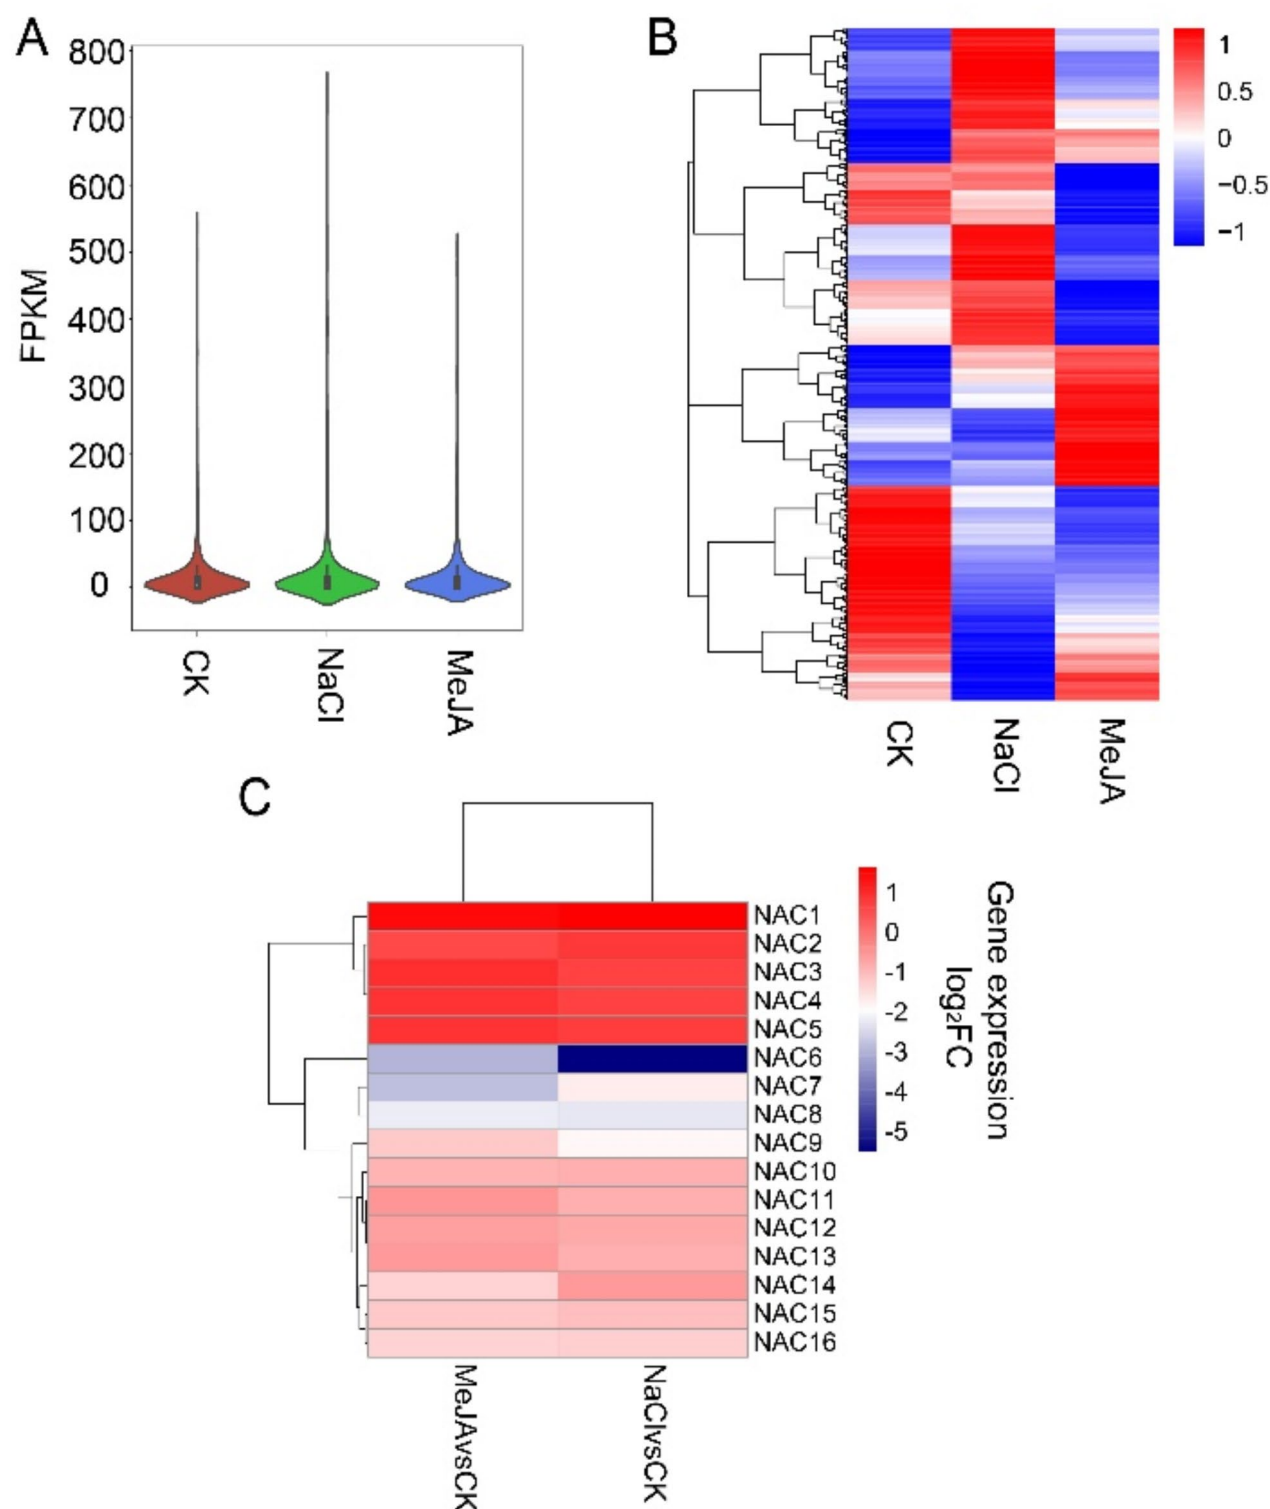 A
800
700
600
500
400
300
200
100
0
FPKM
CK
NaCl
MeJA
B
1
0.5
0
−0.5
−1
CK
NaCl
MeJA
C
NAC1
NAC2
NAC3
NAC4
NAC5
NAC6
NAC7
NAC8
NAC9
NAC10
NAC11
NAC12
NAC13
NAC14
NAC15
NAC16
MeJAvsCK
NaClvsCK
1
0
-1
-2
-3
-4
-5
Gene expression
log₂FC